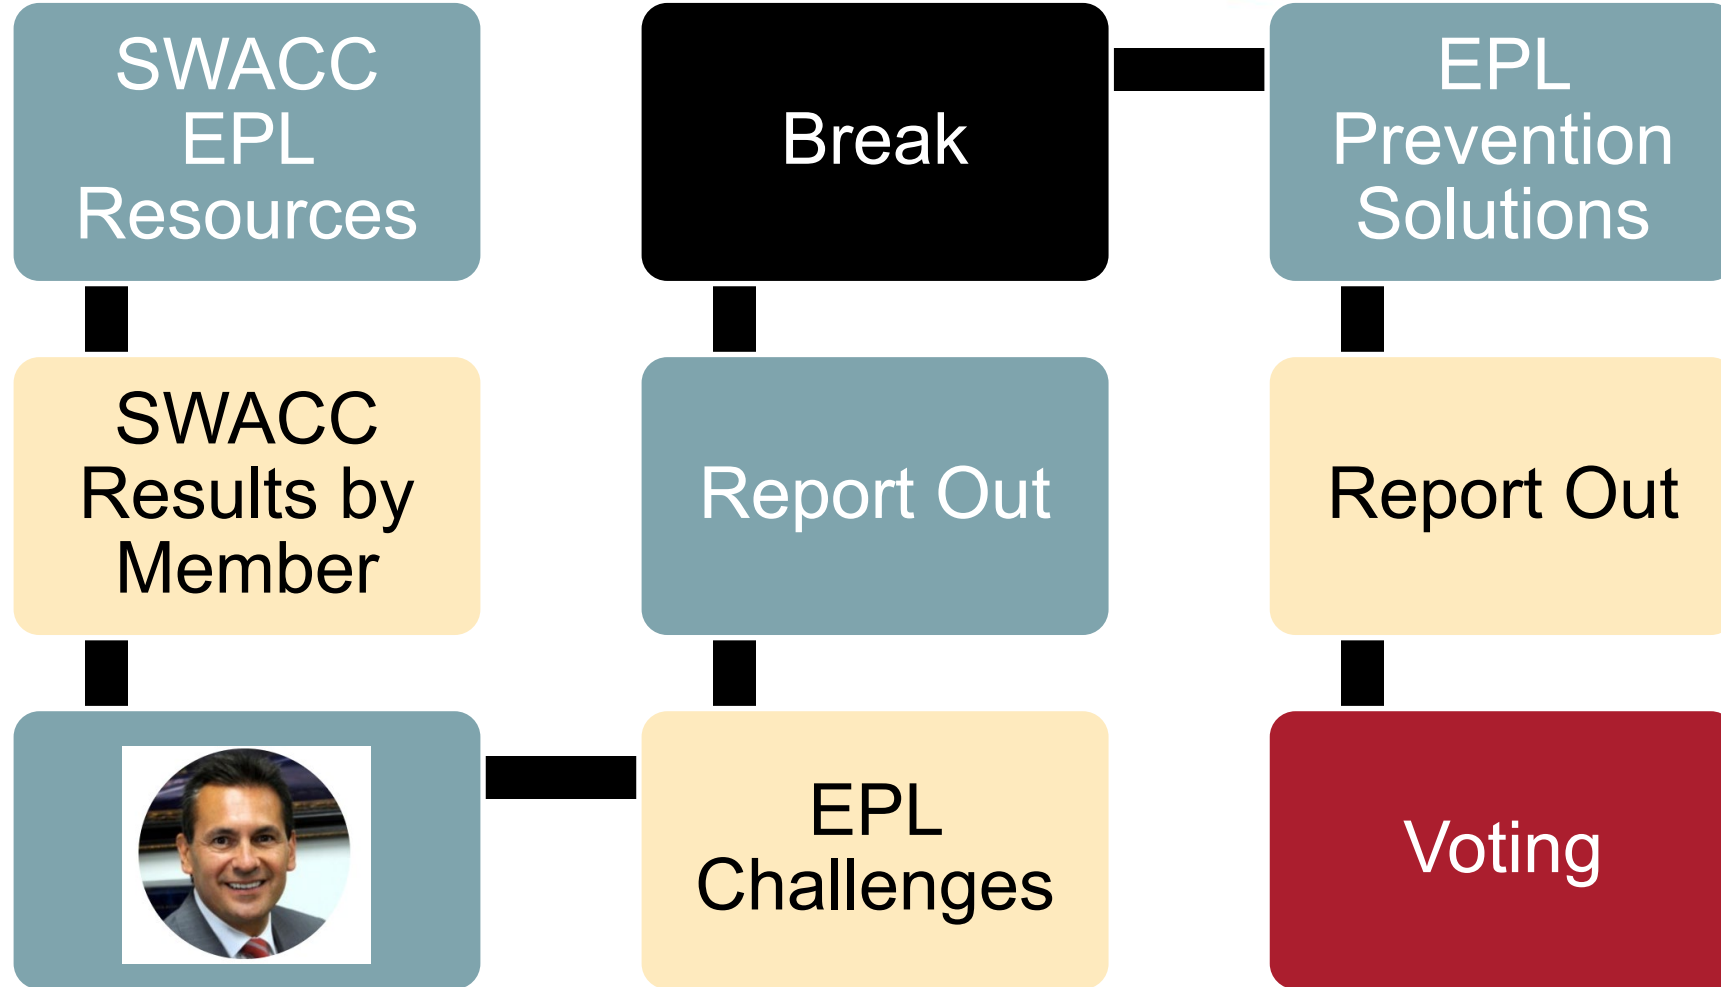 SWACC
EPL
Resources
SWACC
Results by
Member
EPL
Challenges
Report Out
Break
EPL
Prevention
Solutions
Report Out
Voting